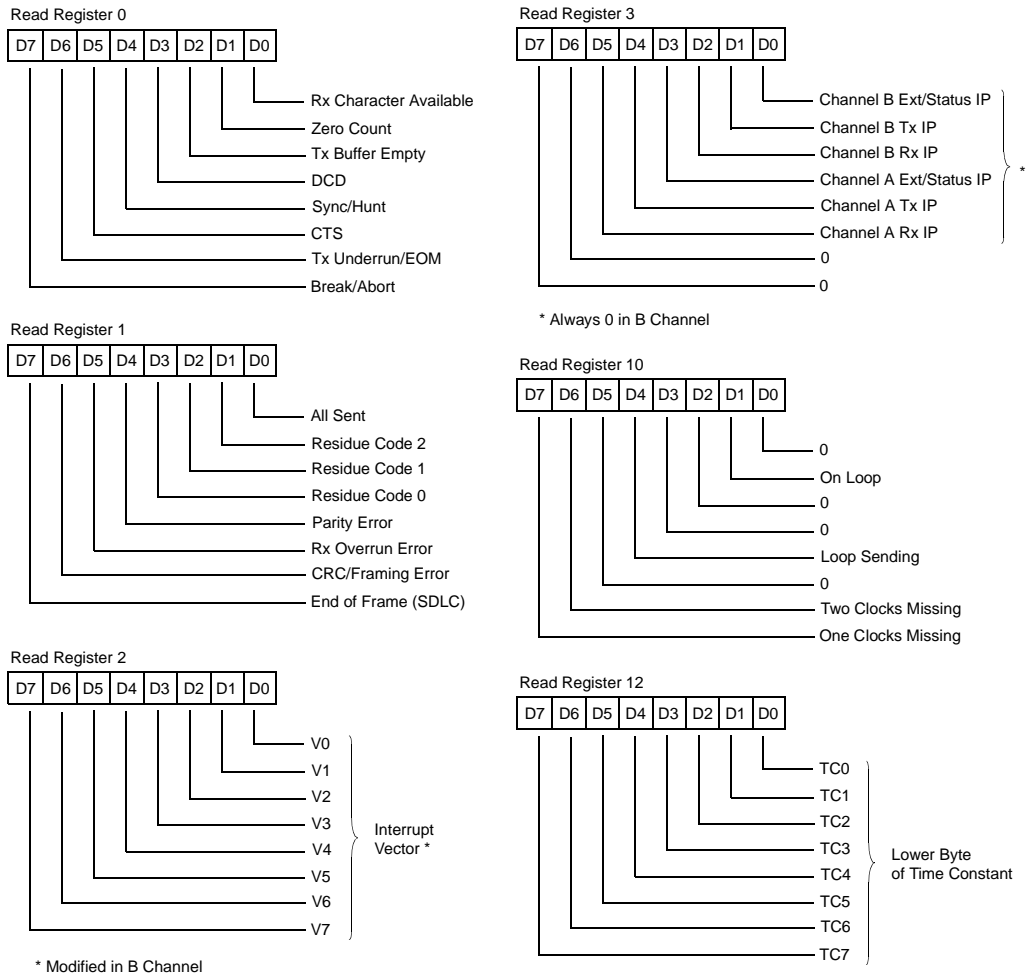 Read Register 0
D7 D6 D5 D4 D3 D2 D1 D0
Rx Character Available
Zero Count
Tx Buffer Empty
DCD
Sync/Hunt
CTS
Tx Underrun/EOM
Break/Abort
Read Register 1
D7 D6 D5 D4 D3 D2 D1 D0
All Sent
Residue Code 2
Residue Code 1
Residue Code 0
Parity Error
Rx Overrun Error
CRC/Framing Error
End of Frame (SDLC)
Read Register 2
D7 D6 D5 D4 D3 D2 D1 D0
V0
V1
V2
V3
V4
V5
V6
V7
Interrupt
Vector *
* Modified in B Channel
Read Register 3
D7 D6 D5 D4 D3 D2 D1 D0
Channel B Ext/Status IP
Channel B Tx IP
Channel B Rx IP
Channel A Ext/Status IP
Channel A Tx IP
Channel A Rx IP
0
0
*
* Always 0 in B Channel
Read Register 10
D7 D6 D5 D4 D3 D2 D1 D0
0
On Loop
0
0
Loop Sending
0
Two Clocks Missing
One Clocks Missing
Read Register 12
D7 D6 D5 D4 D3 D2 D1 D0
TC0
TC1
TC2
TC3
TC4
TC5
TC6
TC7
Lower Byte
of Time Constant